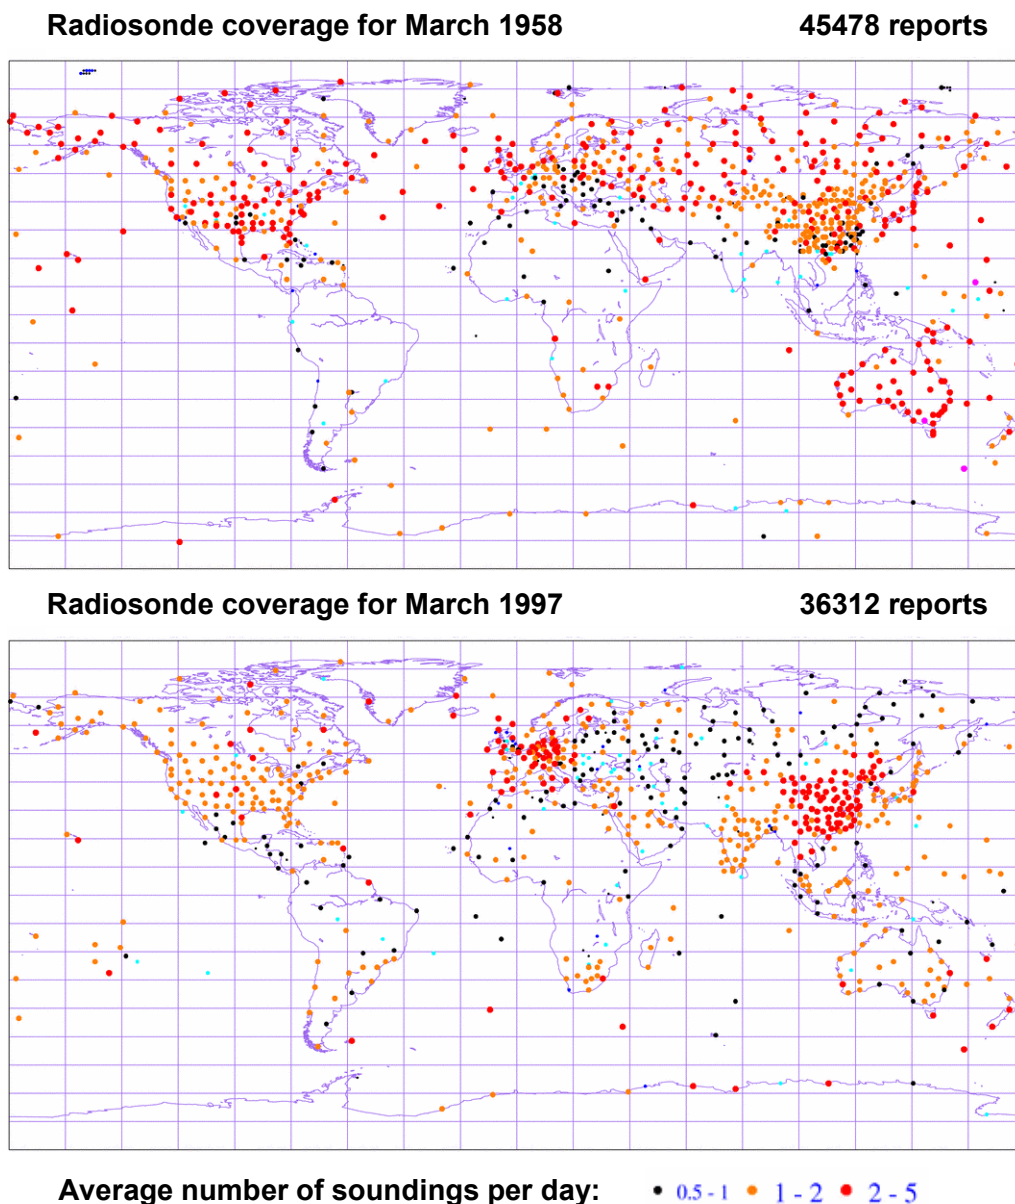 Radiosonde coverage for March 1958 45478 reports
Radiosonde coverage for March 1997 36312 reports
Average number of soundings per day: 0.5 - 1 1 - 2 2 - 5